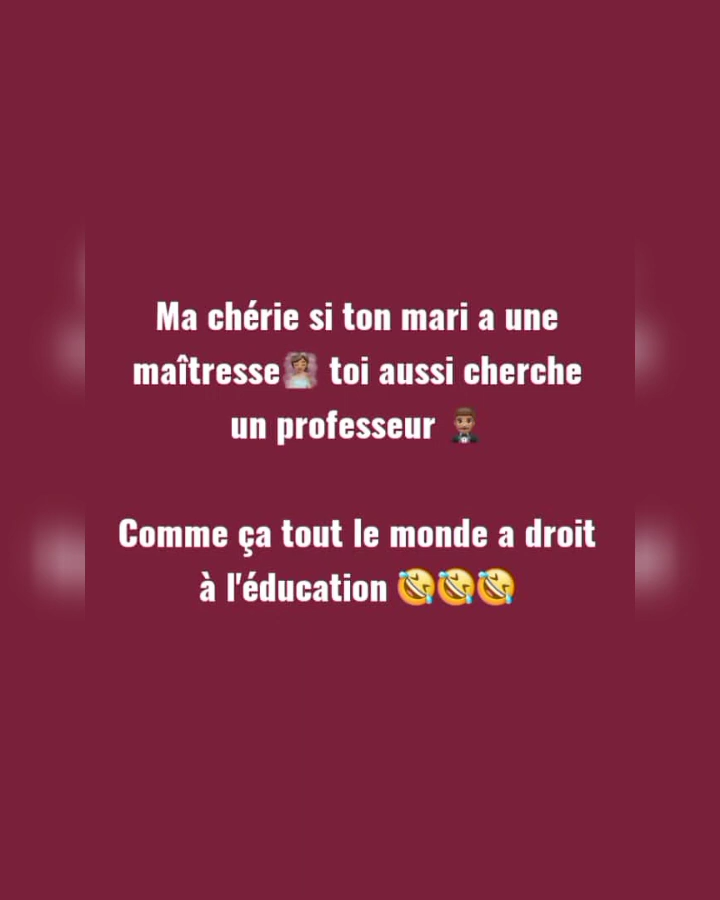 Ma chérie si ton mari a une
maîtresse👰🏽 toi aussi cherche
un professeur 🤵🏽
Comme ça tout le monde a droit
à l'éducation 🤣🤣🤣